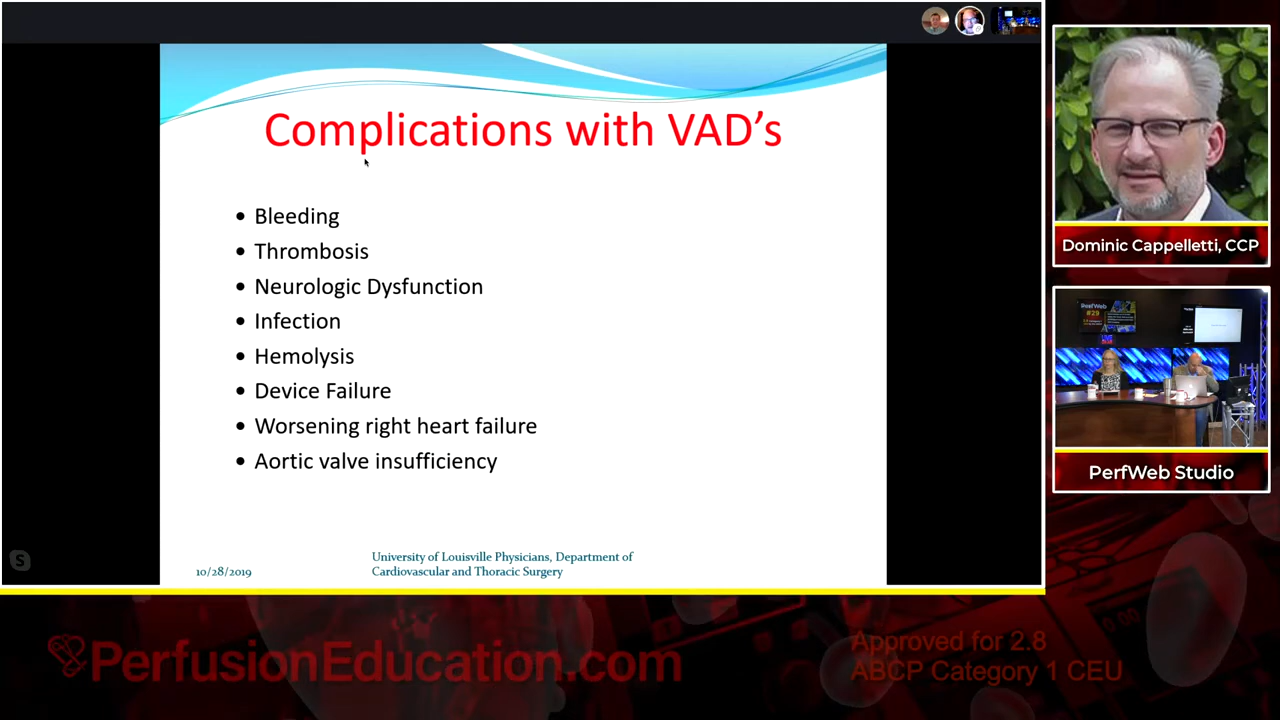 Complications with VAD's
• Bleeding
• Thrombosis
• Neurologic Dysfunction
• Infection
• Hemolysis
• Device Failure
• Worsening right heart failure
• Aortic valve insufficiency
10/28/2019
University of Louisville Physicians, Department of
Cardiovascular and Thoracic Surgery
Dominic Cappelletti, CCP
PerfWeb
#29
PerfWeb Studio
PerfusionEducation.com
Approved for 2.8
ABCP Category 1 CEU